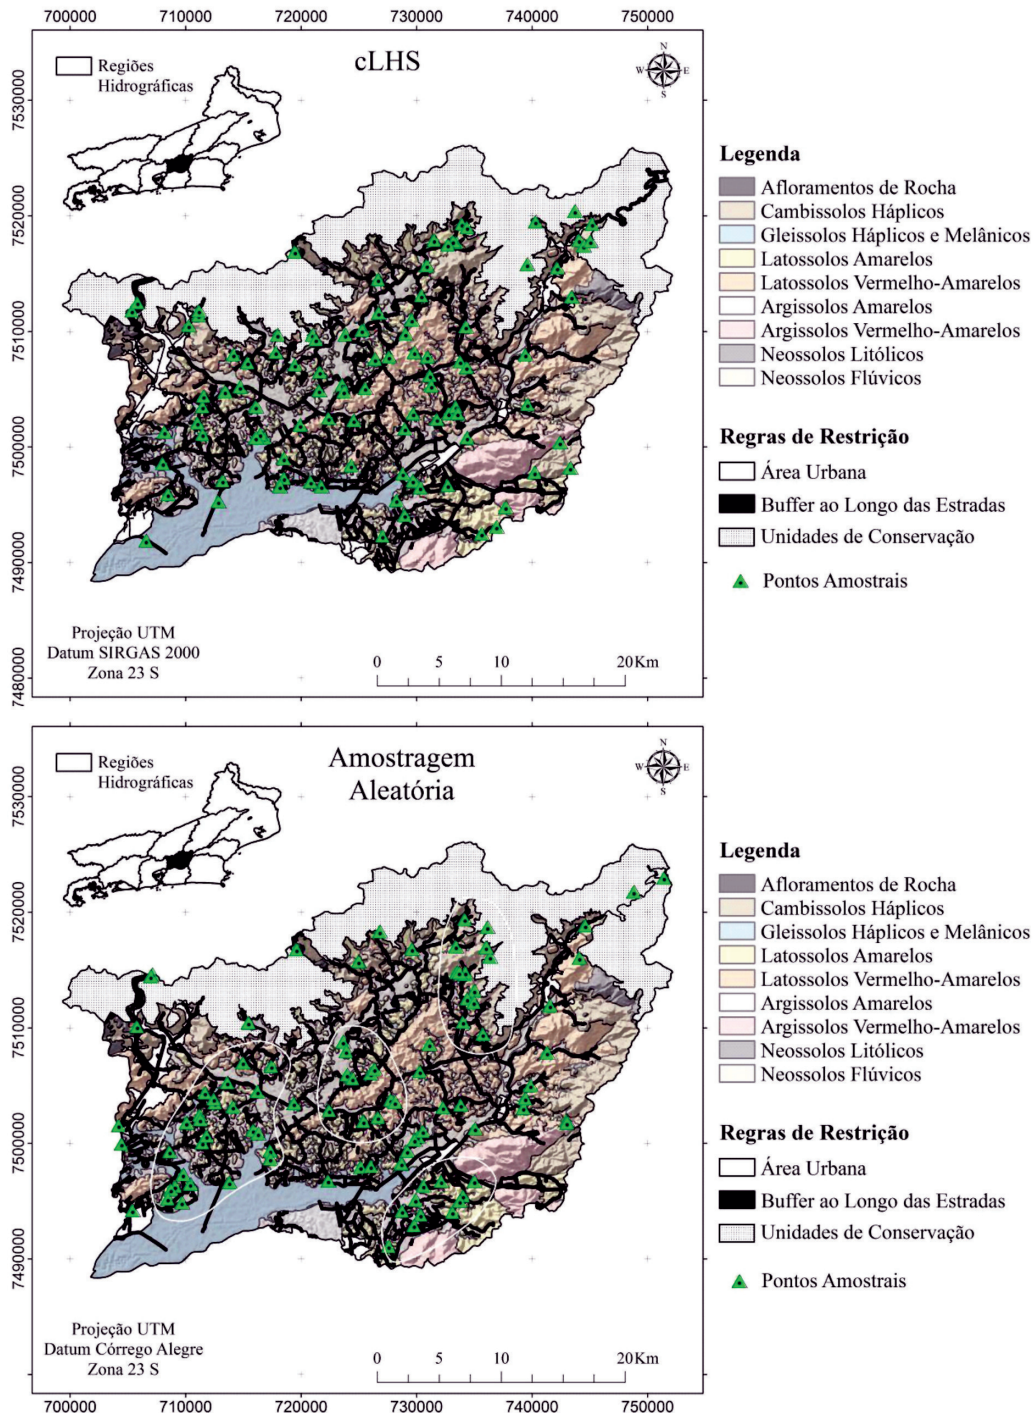 700000 710000 720000 730000 740000 750000
cLHS
Regiões
Hidrográficas
N
W E
S
7530000
7520000
7510000
7500000
7490000
7480000
Projeção UTM
Datum SIRGAS 2000
Zona 23 S
0 5 10 20 Km
Legenda
Afloramentos de Rocha
Cambissolos Háplicos
Gleissolos Háplicos e Melânicos
Latossolos Amarelos
Latossolos Vermelho-Amarelos
Argissolos Amarelos
Argissolos Vermelho-Amarelos
Neossolos Litólicos
Neossolos Flúvicos
Regras de Restrição
Área Urbana
Buffer ao Longo das Estradas
Unidades de Conservação
Pontos Amostrais
Amostragem
Aleatória
Regiões
Hidrográficas
N
W E
S
7530000
7520000
7510000
7500000
7490000
Projeção UTM
Datum Córrego Alegre
Zona 23 S
0 5 10 20 Km
700000 710000 720000 730000 740000 750000
Legenda
Afloramentos de Rocha
Cambissolos Háplicos
Gleissolos Háplicos e Melânicos
Latossolos Amarelos
Latossolos Vermelho-Amarelos
Argissolos Amarelos
Argissolos Vermelho-Amarelos
Neossolos Litólicos
Neossolos Flúvicos
Regras de Restrição
Área Urbana
Buffer ao Longo das Estradas
Unidades de Conservação
Pontos Amostrais